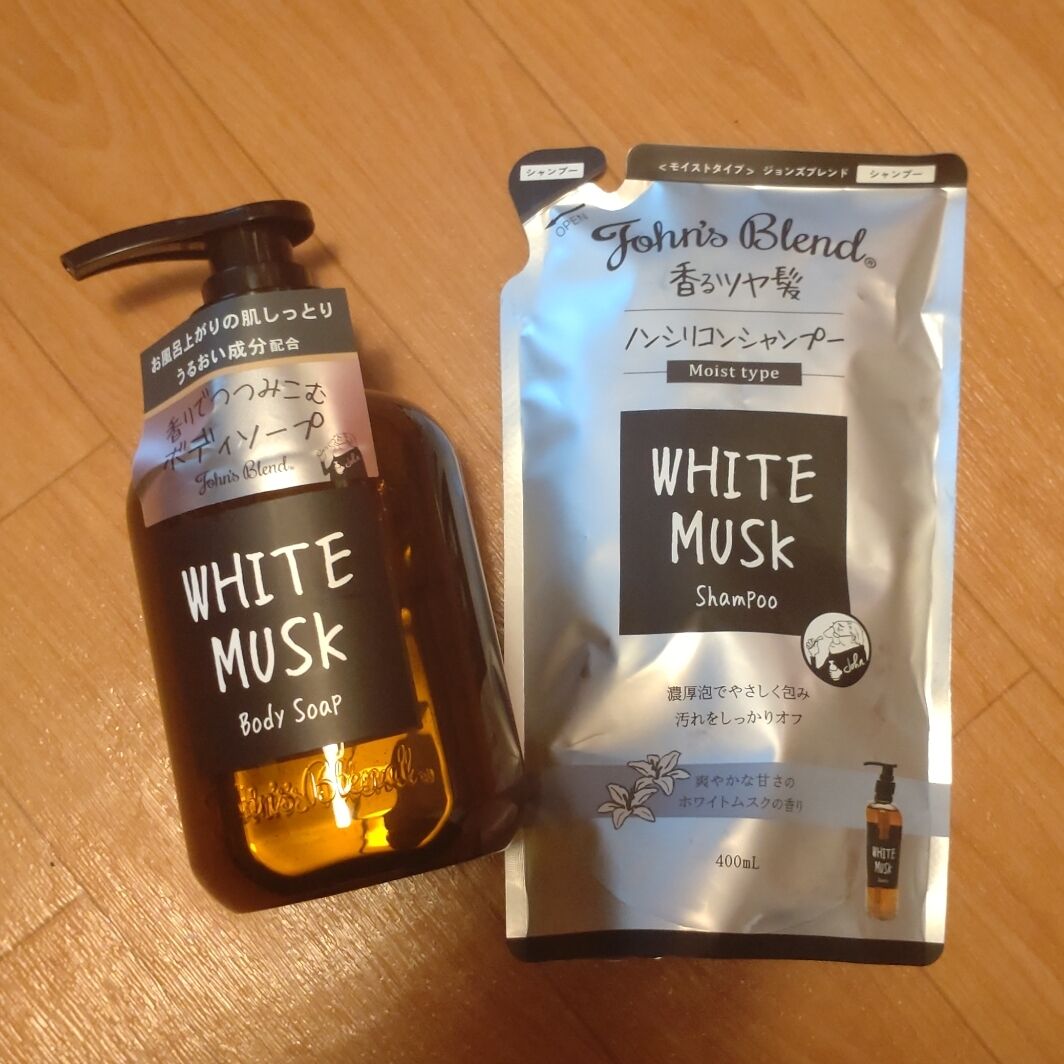 お風呂上がりの肌しっとり
うるおい成分配合
香りでつつみこむ
ボディソープ
John's Blend
WHITE
MUSK
Body Soap
John's Blend
シャンプー
<モイストタイプ> ジョンズブレンド シャンプー
OPEN
John's Blend®
香るツヤ髪
ノンシリコンシャンプー
Moist type
WHITE
MUSK
Shampoo
John
濃厚泡でやさしく包み
汚れをしっかりオフ
爽やかな甘さの
ホワイトムスクの香り
400mL
WHITE
MUSK